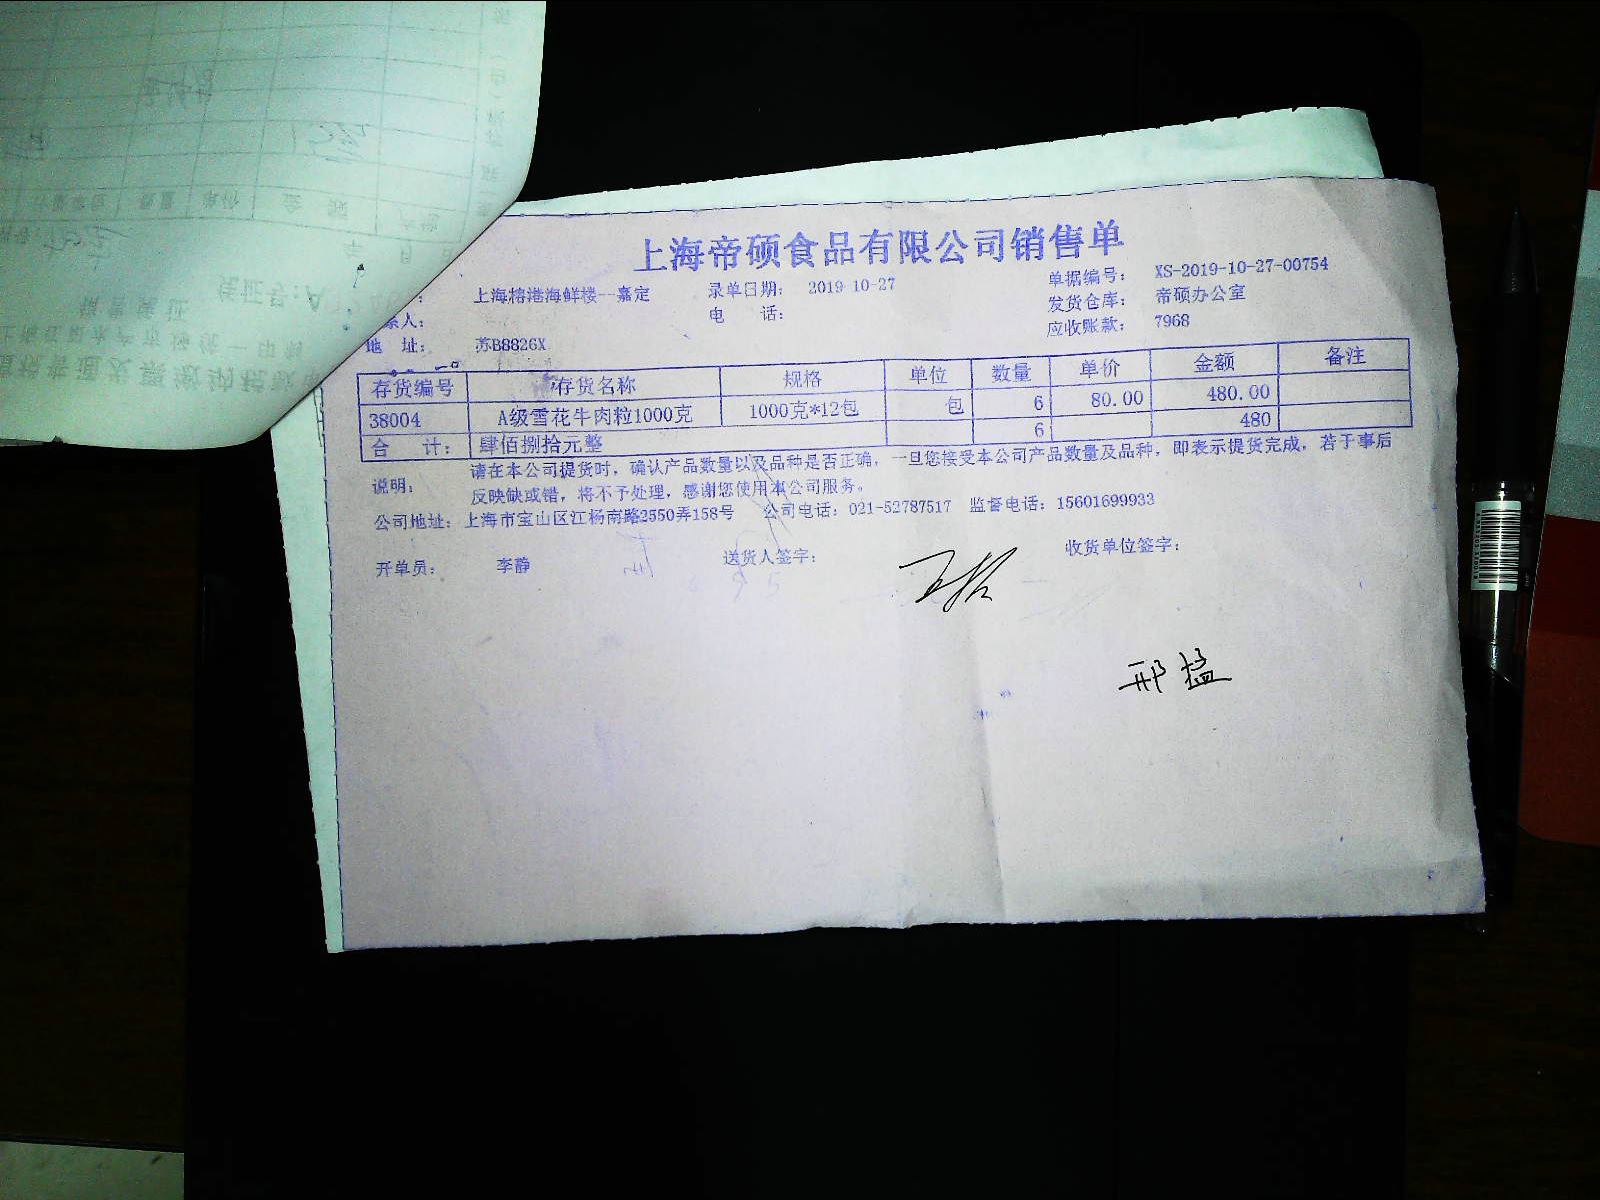 上海帝硕食品有限公司销售单
上海榕港海鲜楼--嘉定 录单日期: 2019-10-27 单据编号: XS-2019-10-27-00754
系人: 电 话: 发货仓库: 帝硕办公室
地 址: 苏B8826X 应收账款: 7968
存货编号 存货名称 规格 单位 数量 单价 金额 备注
38004 A级雪花牛肉粒1000克 1000克*12包 包 6 80.00 480.00
合 计: 肆佰捌拾元整 6 480
说明: 请在本公司提货时，确认产品数量以及品种是否正确，一旦您接受本公司产品数量及品种，即表示提货完成，若于事后
反映缺或错，将不予处理，感谢您使用本公司服务。
公司地址: 上海市宝山区江杨南路2550弄158号 公司电话: 021-52787517 监督电话: 15601699933
开单员: 李静 送货人签字: 收货单位签字:
邢猛